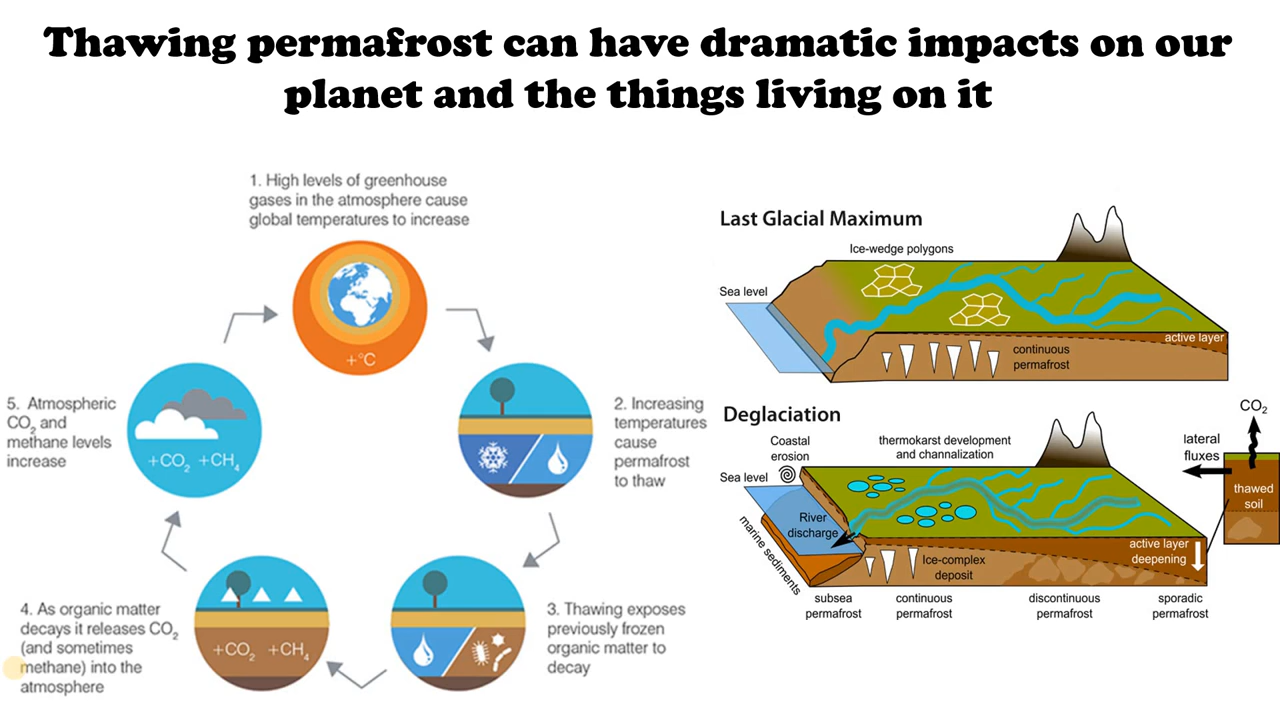 Thawing permafrost can have dramatic impacts on our
planet and the things living on it
1. High levels of greenhouse
gases in the atmosphere cause
global temperatures to increase
+°C
2. Increasing
temperatures
cause
permafrost
to thaw
3. Thawing exposes
previously frozen
organic matter to
decay
4. As organic matter
decays it releases CO₂
(and sometimes
methane) into the
atmosphere
+CO₂ +CH₄
5. Atmospheric
CO₂ and
methane levels
increase
+CO₂ +CH₄
Last Glacial Maximum
Ice-wedge polygons
Sea level
active layer
continuous
permafrost
Deglaciation
Coastal
erosion
thermokarst development
and channalization
Sea level
River
discharge
marine sediments
Ice-complex
deposit
active layer
deepening
subsea
permafrost
continuous
permafrost
discontinuous
permafrost
sporadic
permafrost
CO₂
lateral
fluxes
thawed
soil